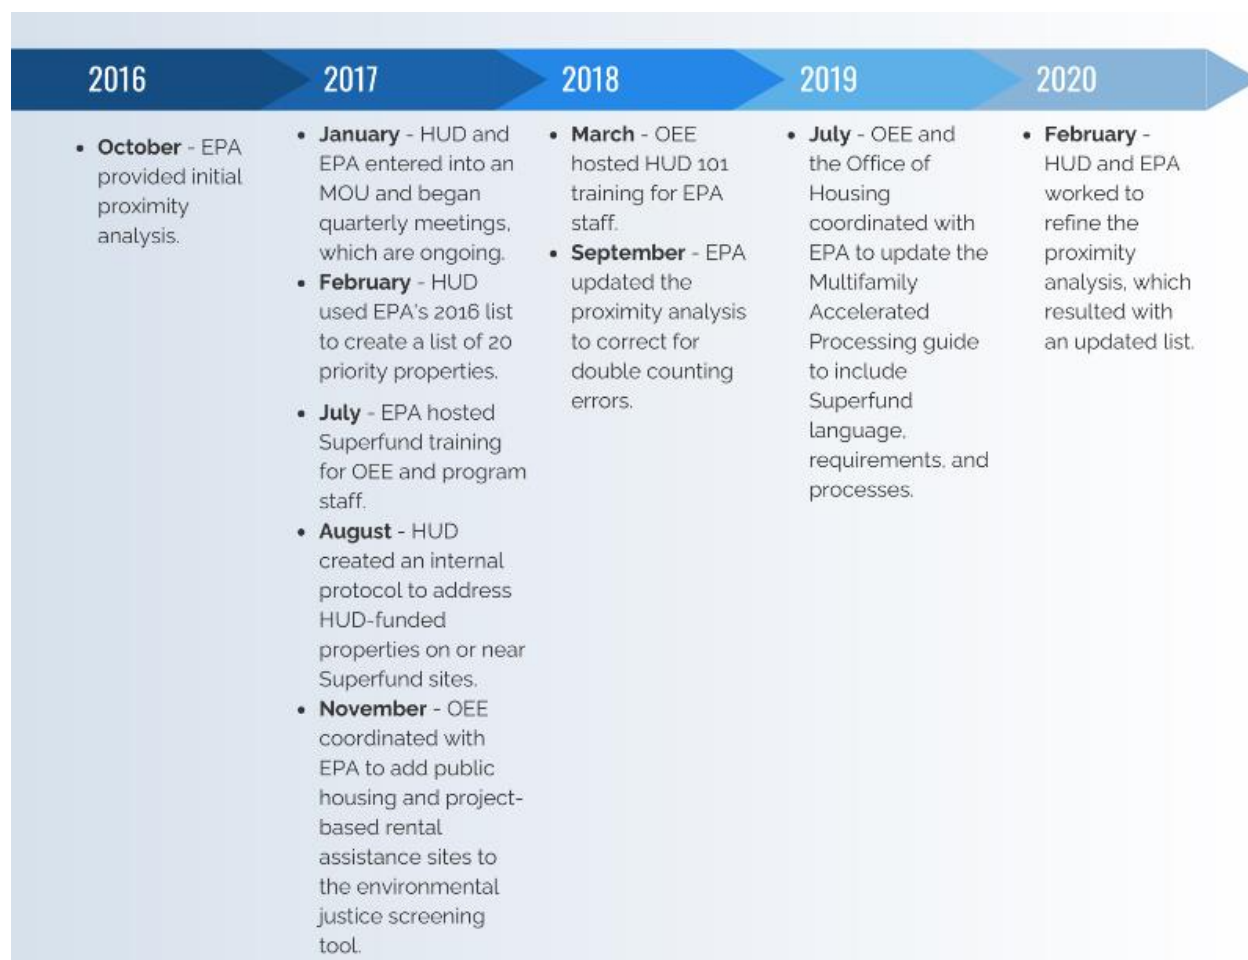 2016
• October - EPA
provided initial
proximity
analysis.
2017
• January - HUD and
EPA entered into an
MOU and began
quarterly meetings,
which are ongoing.
• February - HUD
used EPA's 2016 list
to create a list of 20
priority properties.
• July - EPA hosted
Superfund training
for OEE and program
staff.
• August - HUD
created an internal
protocol to address
HUD-funded
properties on or near
Superfund sites.
• November - OEE
coordinated with
EPA to add public
housing and project-
based rental
assistance sites to
the environmental
justice screening
tool.
2018
• March - OEE
hosted HUD 101
training for EPA
staff.
• September - EPA
updated the
proximity analysis
to correct for
double counting
errors.
2019
• July - OEE and
the Office of
Housing
coordinated with
EPA to update the
Multifamily
Accelerated
Processing guide
to include
Superfund
language,
requirements, and
processes.
2020
• February -
HUD and EPA
worked to
refine the
proximity
analysis, which
resulted with
an updated list.